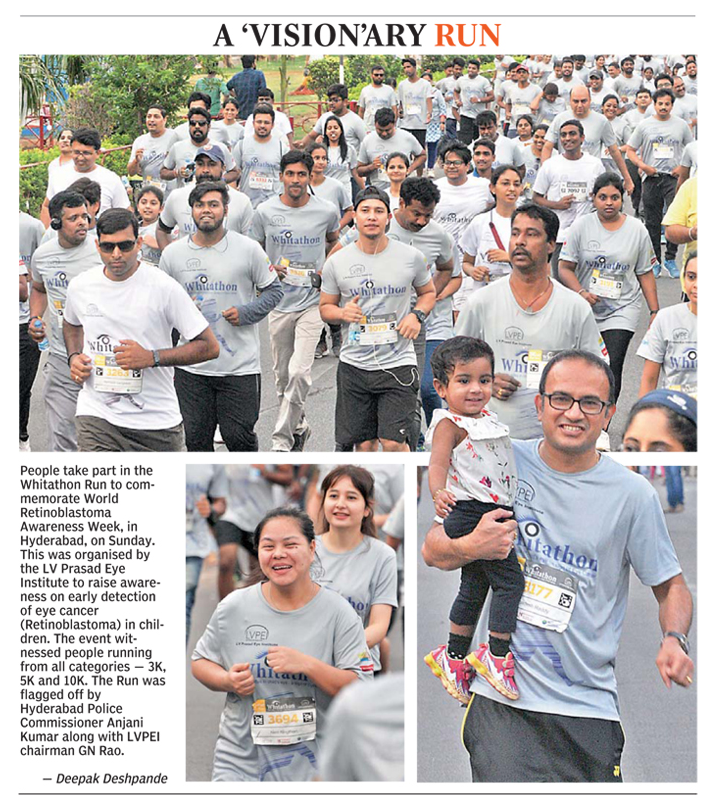 A ‘VISION’ARY RUN
People take part in the
Whitathon Run to com-
memorate World
Retinoblastoma
Awareness Week, in
Hyderabad, on Sunday.
This was organised by
the LV Prasad Eye
Institute to raise aware-
ness on early detection
of eye cancer
(Retinoblastoma) in chil-
dren. The event wit-
nessed people running
from all categories — 3K,
5K and 10K. The Run was
flagged off by
Hyderabad Police
Commissioner Anjani
Kumar along with LVPEI
chairman GN Rao.
— Deepak Deshpande
Whitathon
Whitathon
3079
LVPE
3694
Whitathon